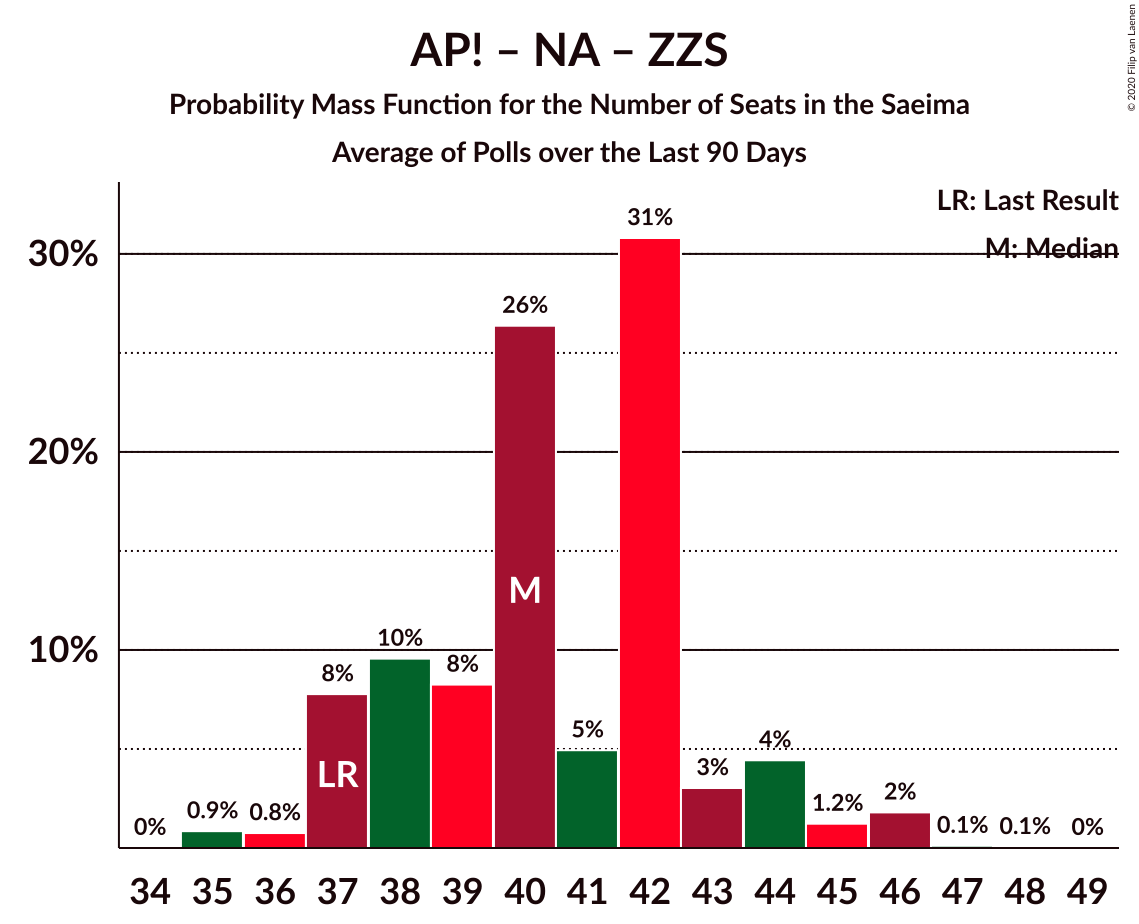 AP! – NA – ZZS
Probability Mass Function for the Number of Seats in the Saeima
Average of Polls over the Last 90 Days
© 2020 Filip van Laenen
LR: Last Result
M: Median
30%
20%
10%
0%
0.9%
0.8%
8%
10%
8%
26%
5%
31%
3%
4%
1.2%
2%
0.1%
0.1%
0%
LR
M
34 35 36 37 38 39 40 41 42 43 44 45 46 47 48 49